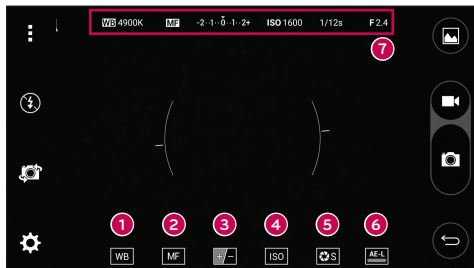 WB 4900K MF -2··1··0··1··2+ ISO 1600 1/12s F 2.4
7
1 2 3 4 5 6
WB MF +/− ISO S AE-L